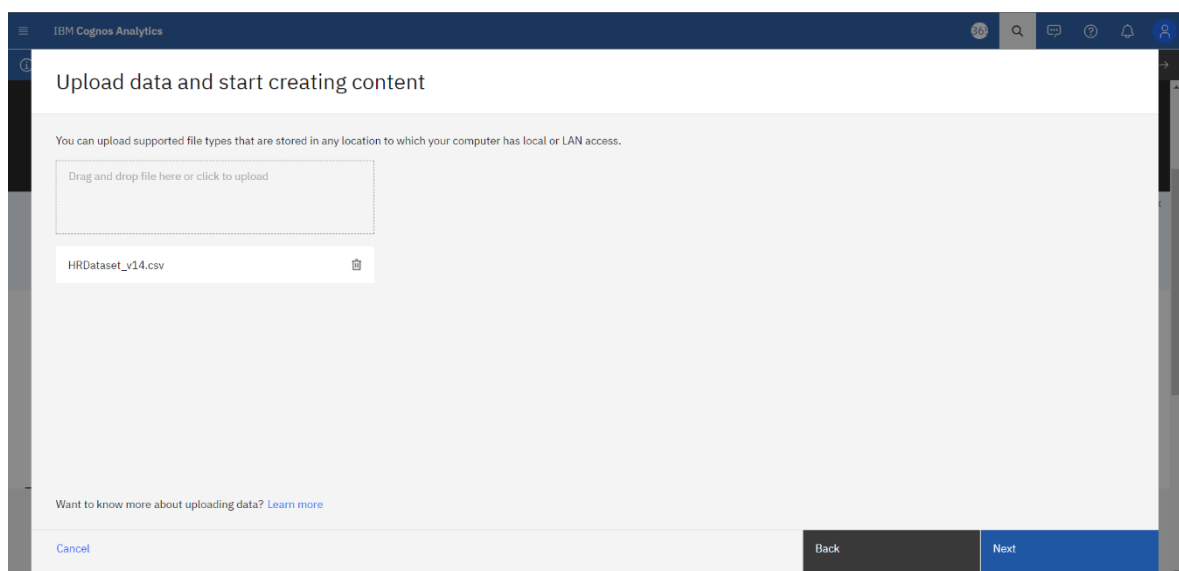 IBM Cognos Analytics
Upload data and start creating content
You can upload supported file types that are stored in any location to which your computer has local or LAN access.
Drag and drop file here or click to upload
HRDataset_v14.csv
Want to know more about uploading data? Learn more
Cancel
Back
Next